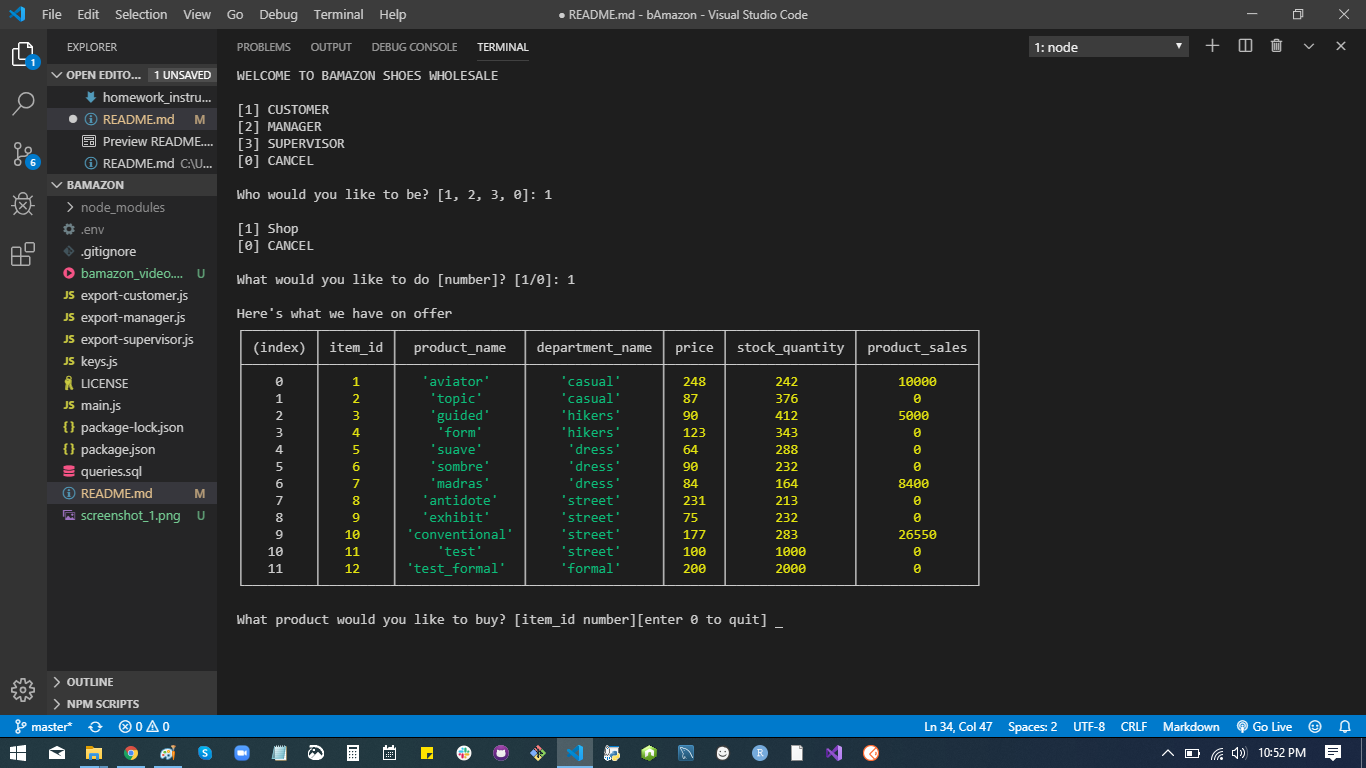 File Edit Selection View Go Debug Terminal Help
● README.md - bAmazon - Visual Studio Code
EXPLORER
OPEN EDITO... 1 UNSAVED
homework_instru...
README.md M
Preview README....
README.md C:\U...
BAMAZON
node_modules
.env
.gitignore
bamazon_video.... U
JS export-customer.js
JS export-manager.js
JS export-supervisor.js
JS keys.js
LICENSE
JS main.js
{} package-lock.json
{} package.json
queries.sql
README.md M
screenshot_1.png U
OUTLINE
NPM SCRIPTS
1
6
PROBLEMS OUTPUT DEBUG CONSOLE TERMINAL
1: node
WELCOME TO BAMAZON SHOES WHOLESALE
[1] CUSTOMER
[2] MANAGER
[3] SUPERVISOR
[0] CANCEL
Who would you like to be? [1, 2, 3, 0]: 1
[1] Shop
[0] CANCEL
What would you like to do [number]? [1/0]: 1
Here's what we have on offer
(index) item_id product_name department_name price stock_quantity product_sales
0 1 'aviator' 'casual' 248 242 10000
1 2 'topic' 'casual' 87 376 0
2 3 'guided' 'hikers' 90 412 5000
3 4 'form' 'hikers' 123 343 0
4 5 'suave' 'dress' 64 288 0
5 6 'sombre' 'dress' 90 232 0
6 7 'madras' 'dress' 84 164 8400
7 8 'antidote' 'street' 231 213 0
8 9 'exhibit' 'street' 75 232 0
9 10 'conventional' 'street' 177 283 26550
10 11 'test' 'street' 100 1000 0
11 12 'test_formal' 'formal' 200 2000 0
What product would you like to buy? [item_id number][enter 0 to quit] _
master* 0 0
Ln 34, Col 47 Spaces: 2 UTF-8 CRLF Markdown Go Live
10:52 PM